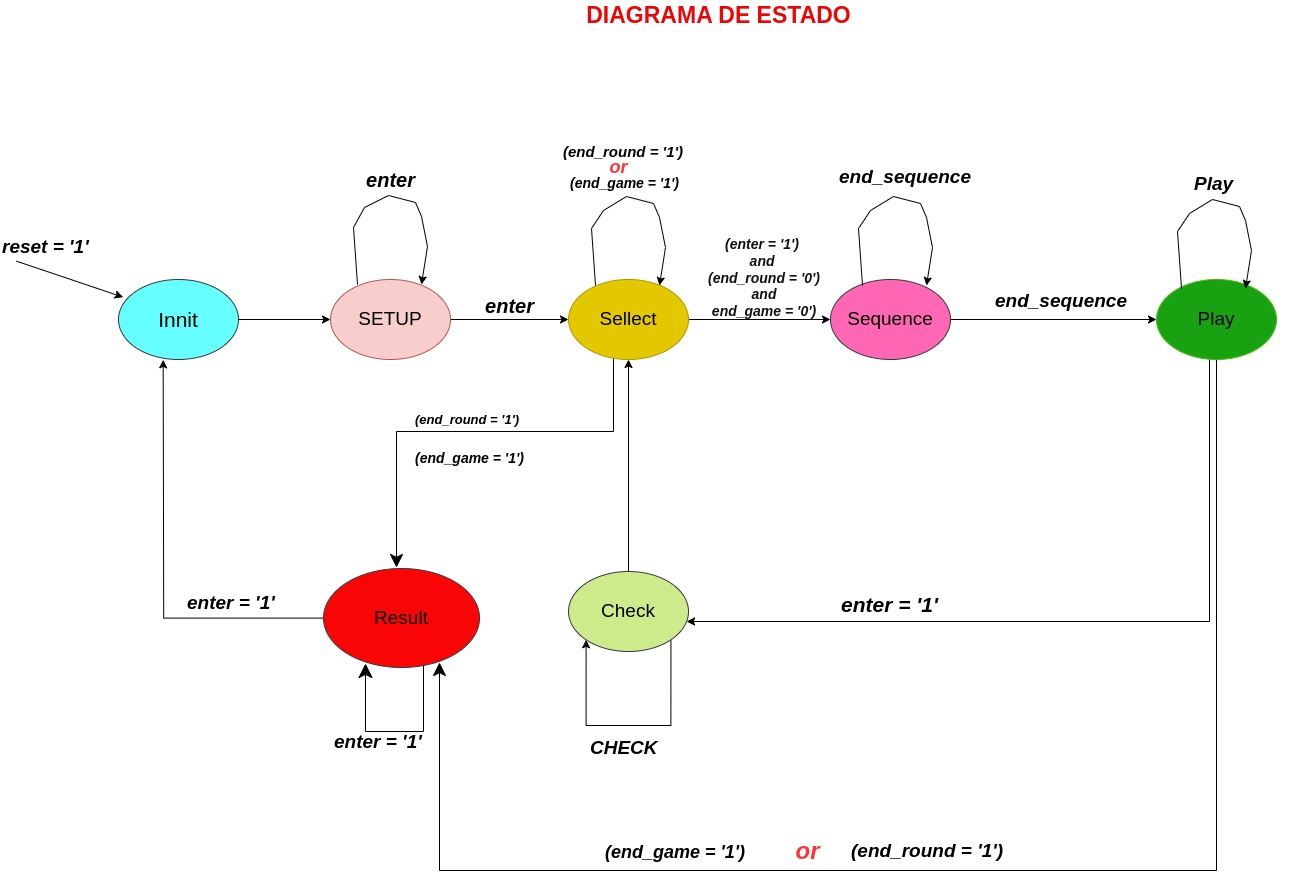 DIAGRAMA DE ESTADO
(end_round = '1')
or
(end_game = '1')
enter
end_sequence
Play
reset = '1'
(enter = '1')
and
(end_round = '0')
and
end_game = '0')
enter
end_sequence
Innit
SETUP
Sellect
Sequence
Play
(end_round = '1')
(end_game = '1')
enter = '1'
Result
Check
enter = '1'
enter = '1'
CHECK
(end_game = '1') or (end_round = '1')